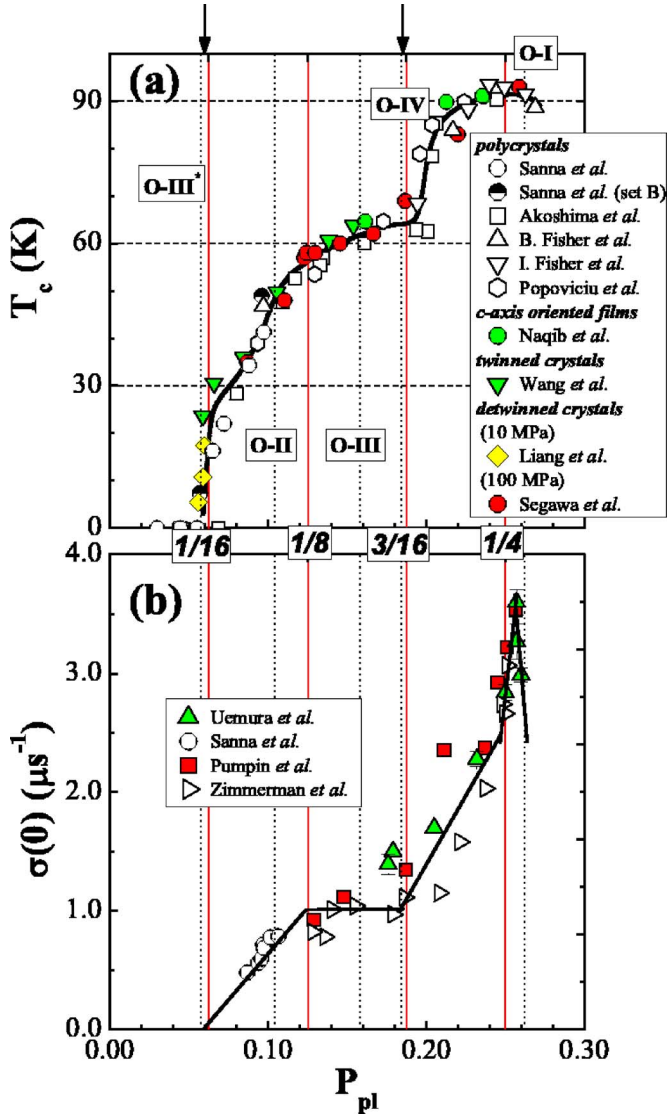 (a)
O-I
O-IV
O-III*
O-II
O-III
90
60
30
0
T_c (K)
polycrystals
Sanna et al.
Sanna et al. (set B)
Akoshima et al.
B. Fisher et al.
I. Fisher et al.
Popoviciu et al.
c-axis oriented films
Naqib et al.
twinned crystals
Wang et al.
detwinned crystals
(10 MPa)
Liang et al.
(100 MPa)
Segawa et al.
1/16 1/8 3/16 1/4
(b)
4.0
3.0
2.0
1.0
0.0
σ(0) (μs⁻¹)
Uemura et al.
Sanna et al.
Pumpin et al.
Zimmerman et al.
0.00 0.10 0.20 0.30
P_pl